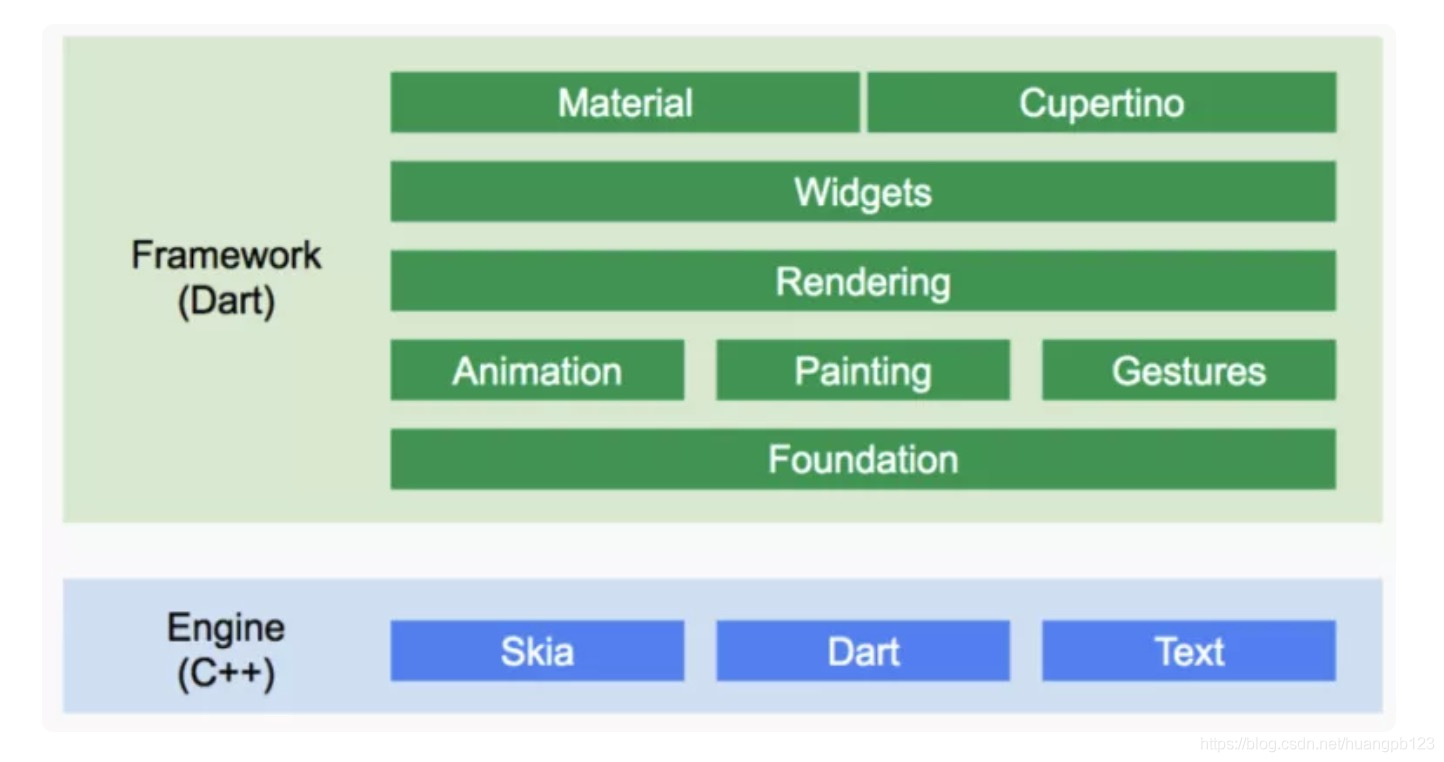 Material
Cupertino
Widgets
Framework
(Dart)
Rendering
Animation
Painting
Gestures
Foundation
Engine
(C++)
Skia
Dart
Text
https://blog.csdn.net/huangpb123